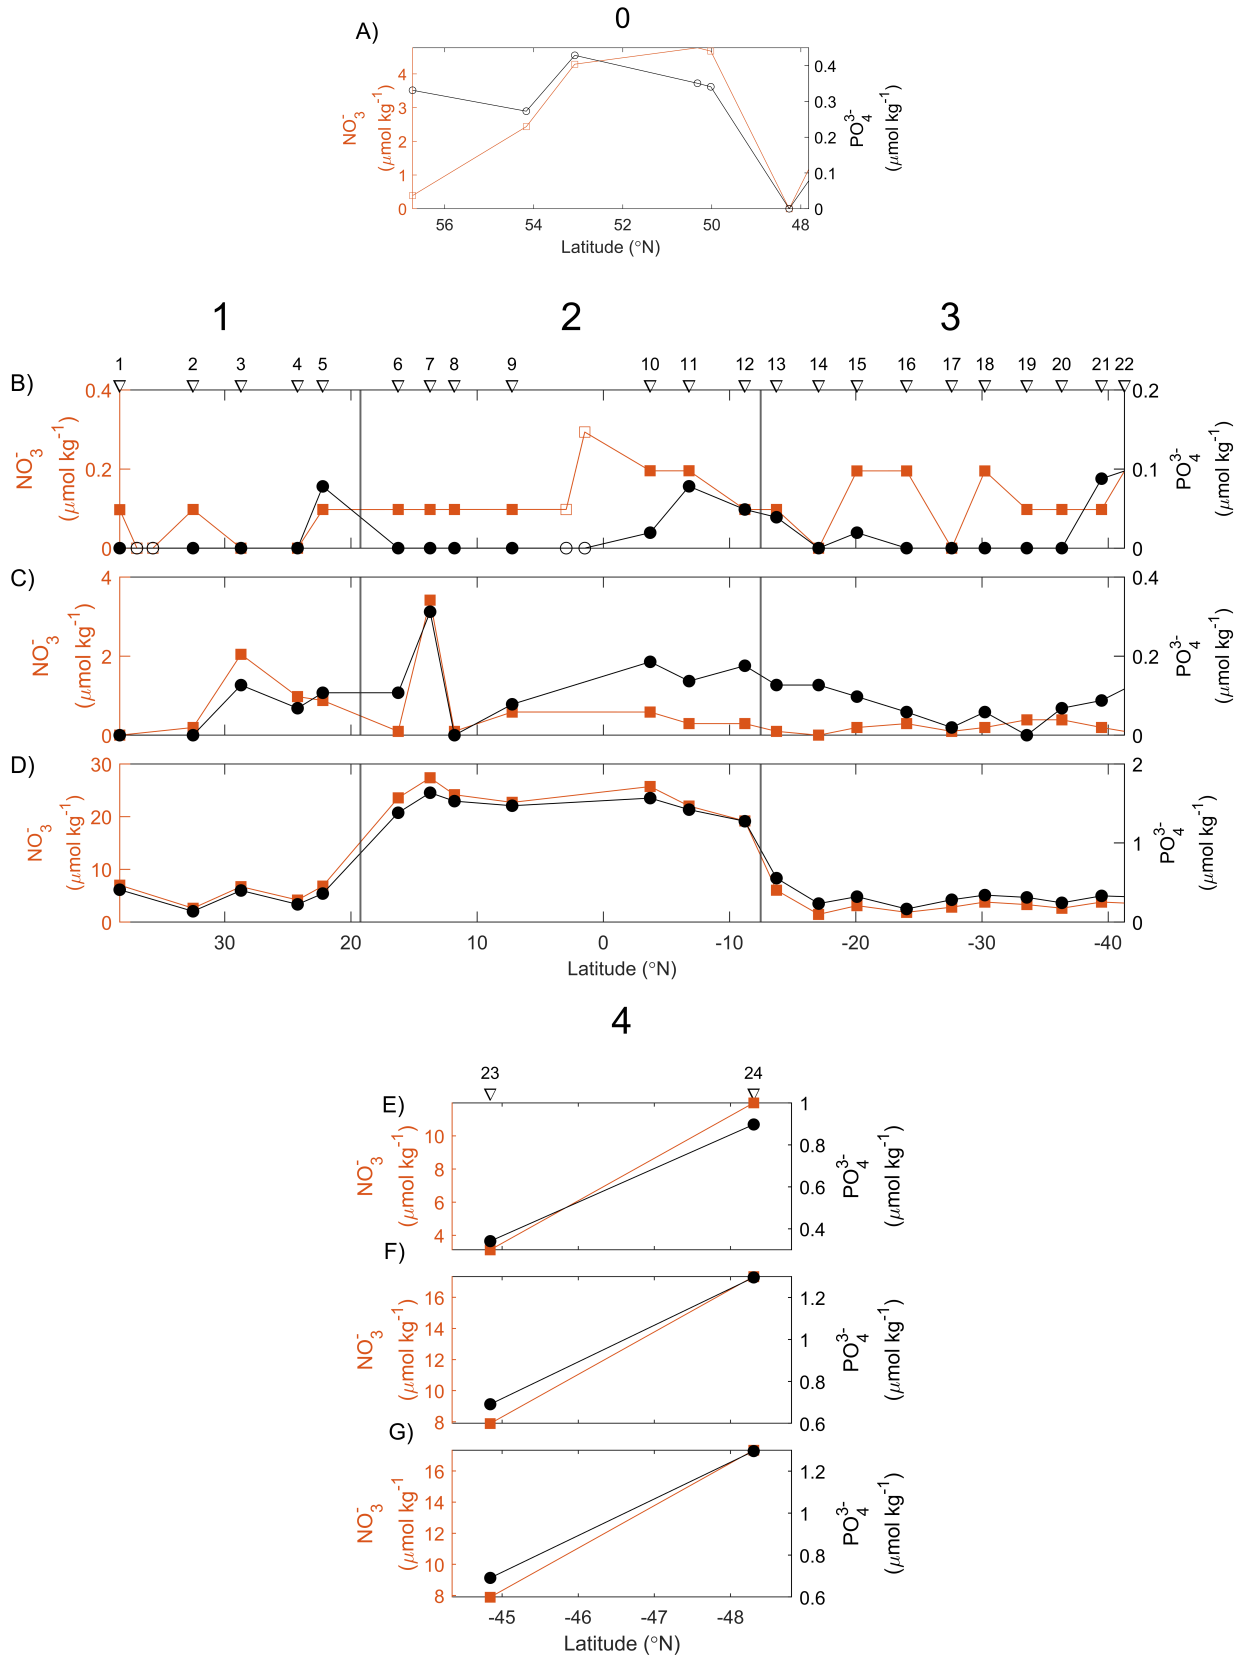 0
A)
NO₃⁻ (μmol kg⁻¹)
4
3
2
1
0
PO₄³⁻ (μmol kg⁻¹)
0.4
0.3
0.2
0.1
0
56 54 52 50 48
Latitude (°N)
1 2 3
1 2 3 4 5 6 7 8 9 10 11 12 13 14 15 16 17 18 19 20 21 22
B)
NO₃⁻ (μmol kg⁻¹)
0.4
0.2
0
PO₄³⁻ (μmol kg⁻¹)
0.2
0.1
0
C)
NO₃⁻ (μmol kg⁻¹)
4
2
0
PO₄³⁻ (μmol kg⁻¹)
0.4
0.2
0
D)
NO₃⁻ (μmol kg⁻¹)
30
20
10
0
PO₄³⁻ (μmol kg⁻¹)
2
1
0
30 20 10 0 -10 -20 -30 -40
Latitude (°N)
4
23 24
E)
NO₃⁻ (μmol kg⁻¹)
10
8
6
4
PO₄³⁻ (μmol kg⁻¹)
1
0.8
0.6
0.4
F)
NO₃⁻ (μmol kg⁻¹)
16
14
12
10
8
PO₄³⁻ (μmol kg⁻¹)
1.2
1
0.8
0.6
G)
NO₃⁻ (μmol kg⁻¹
16
14
12
10
8
PO₄³⁻ (μmol kg⁻¹)
1.2
1
0.8
0.6
-45 -46 -47 -48
Latitude (°N)